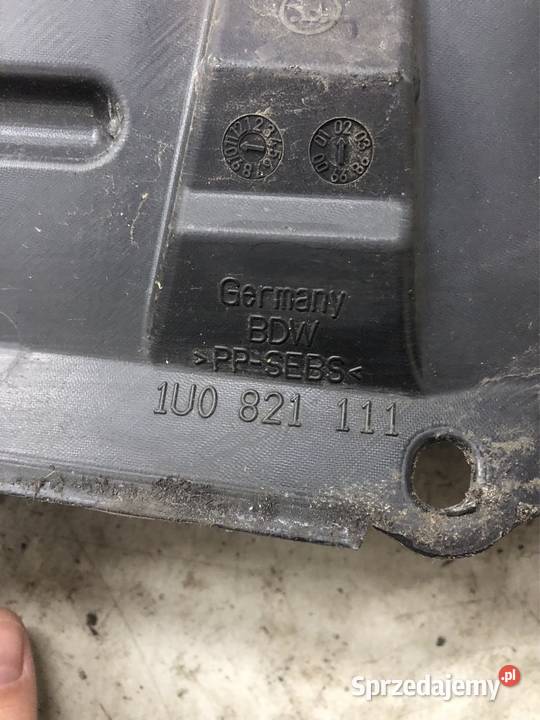 Germany
BDW
>PP-SEBS<
1U0 821 111
Sprzedajemy.pl